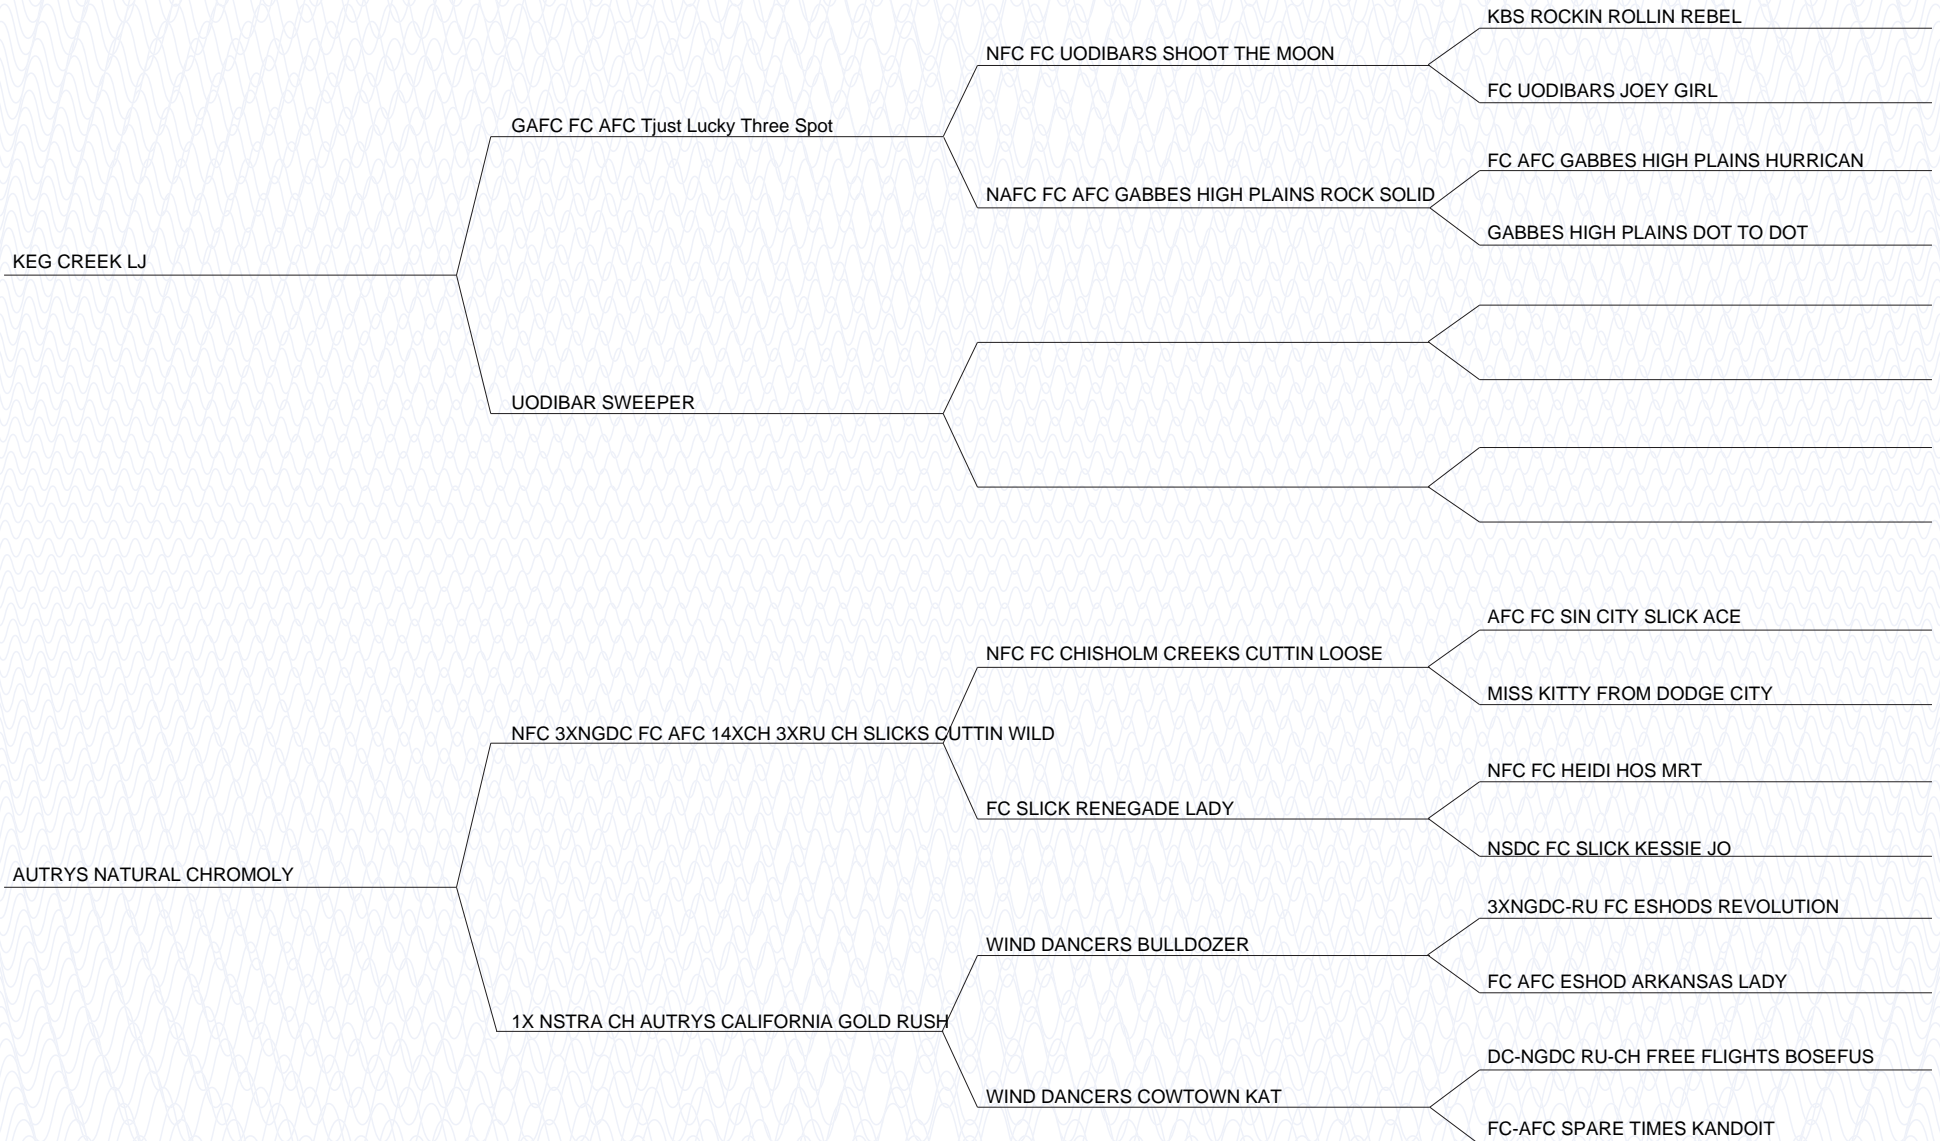 KBS ROCKIN ROLLIN REBEL
NFC FC UODIBARS SHOOT THE MOON
FC UODIBARS JOEY GIRL
GAFC FC AFC Tjust Lucky Three Spot
FC AFC GABBES HIGH PLAINS HURRICAN
NAFC FC AFC GABBES HIGH PLAINS ROCK SOLID
GABBES HIGH PLAINS DOT TO DOT
KEG CREEK LJ
UODIBAR SWEEPER
AFC FC SIN CITY SLICK ACE
NFC FC CHISHOLM CREEKS CUTTIN LOOSE
MISS KITTY FROM DODGE CITY
NFC 3XNGDC FC AFC 14XCH 3XRU CH SLICKS CUTTIN WILD
NFC FC HEIDI HOS MRT
FC SLICK RENEGADE LADY
NSDC FC SLICK KESSIE JO
AUTRYS NATURAL CHROMOLY
3XNGDC-RU FC ESHODS REVOLUTION
WIND DANCERS BULLDOZER
FC AFC ESHOD ARKANSAS LADY
1X NSTRA CH AUTRYS CALIFORNIA GOLD RUSH
DC-NGDC RU-CH FREE FLIGHTS BOSEFUS
WIND DANCERS COWTOWN KAT
FC-AFC SPARE TIMES KANDOIT